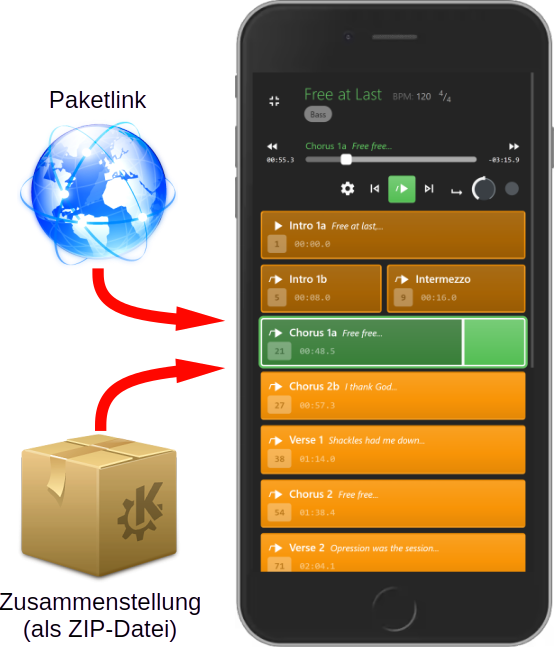 Paketlink
Zusammenstellung
(als ZIP-Datei)
Free at Last BPM: 120 4/4
Bass
Chorus 1a Free free...
00:55.3 -03:15.9
Intro 1a Free at last,...
1 00:00.0
Intro 1b
5 00:08.0
Intermezzo
9 00:16.0
Chorus 1a Free free...
21 00:48.5
Chorus 2b I thank God...
27 00:57.3
Verse 1 Shackles had me down...
38 01:14.0
Chorus 2 Free free...
54 01:38.4
Verse 2 Opression was the session...
71 02:04.1